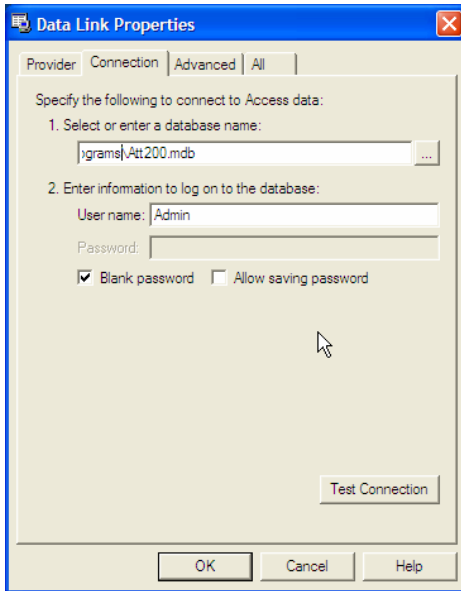 Data Link Properties
Provider Connection Advanced All
Specify the following to connect to Access data:
1. Select or enter a database name:
ograms\Att200.mdb ...
2. Enter information to log on to the database:
User name: Admin
Password:
Blank password Allow saving password
Test Connection
OK Cancel Help